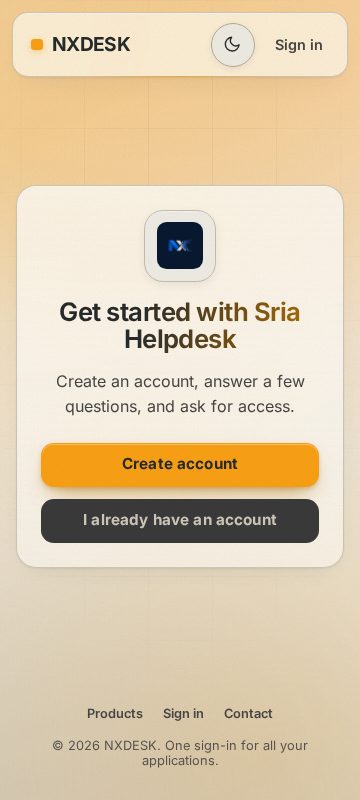 NXDESK
Sign in
NX
Get started with Sria
Helpdesk
Create an account, answer a few
questions, and ask for access.
Create account
I already have an account
Products Sign in Contact
© 2026 NXDESK. One sign-in for all your
applications.